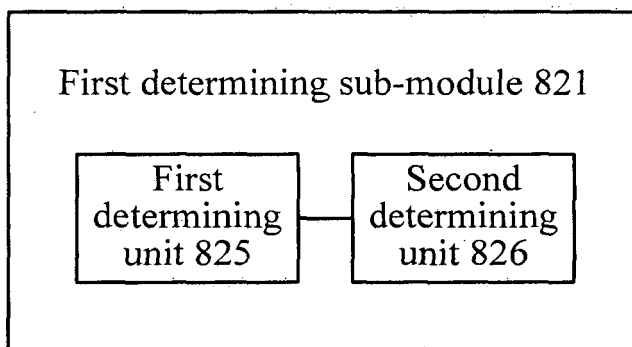 First determining sub-module 821
First
determining
unit 825
Second
determining
unit 826